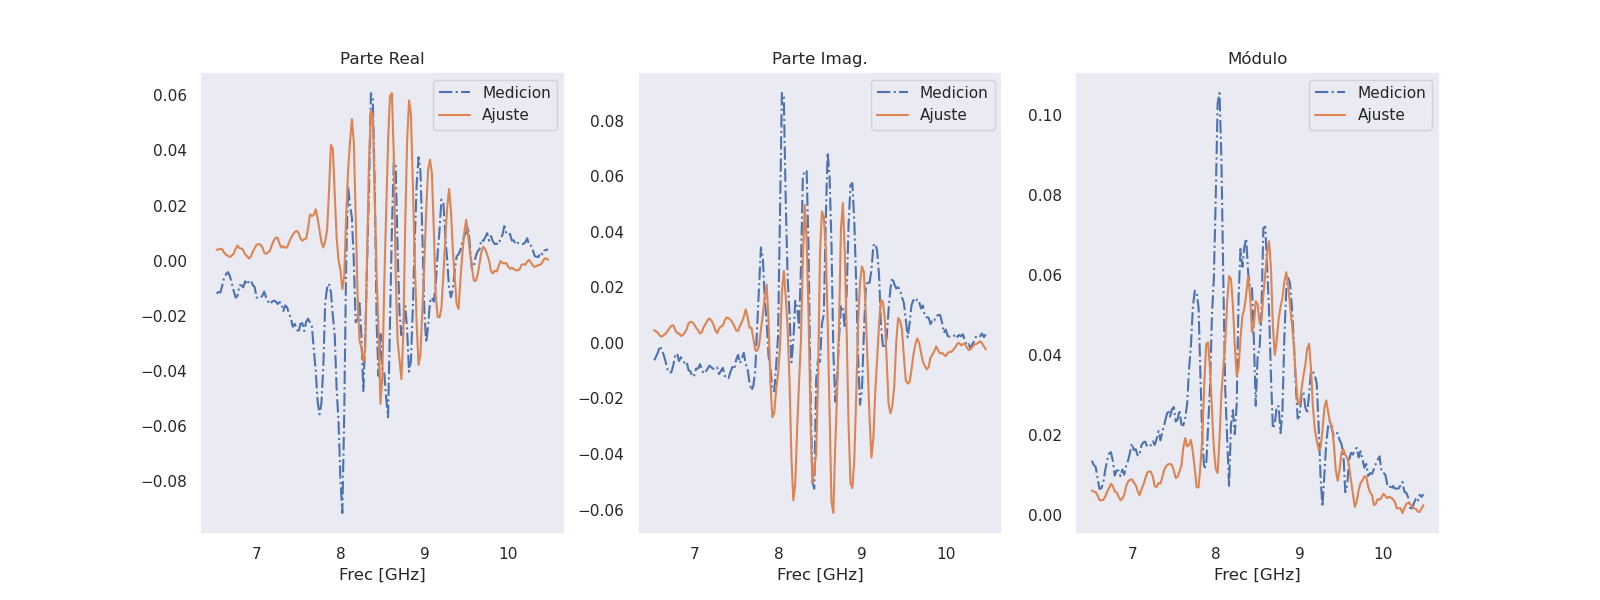 Parte Real
Medicion
Ajuste
0.06
0.04
0.02
0.00
−0.02
−0.04
−0.06
−0.08
7 8 9 10
Frec [GHz]
Parte Imag.
Medicion
Ajuste
0.08
0.06
0.04
0.02
0.00
−0.02
−0.04
−0.06
7 8 9 10
Frec [GHz]
Módulo
Medicion
Ajuste
0.10
0.08
0.06
0.04
0.02
0.00
7 8 9 10
Frec [GHz]